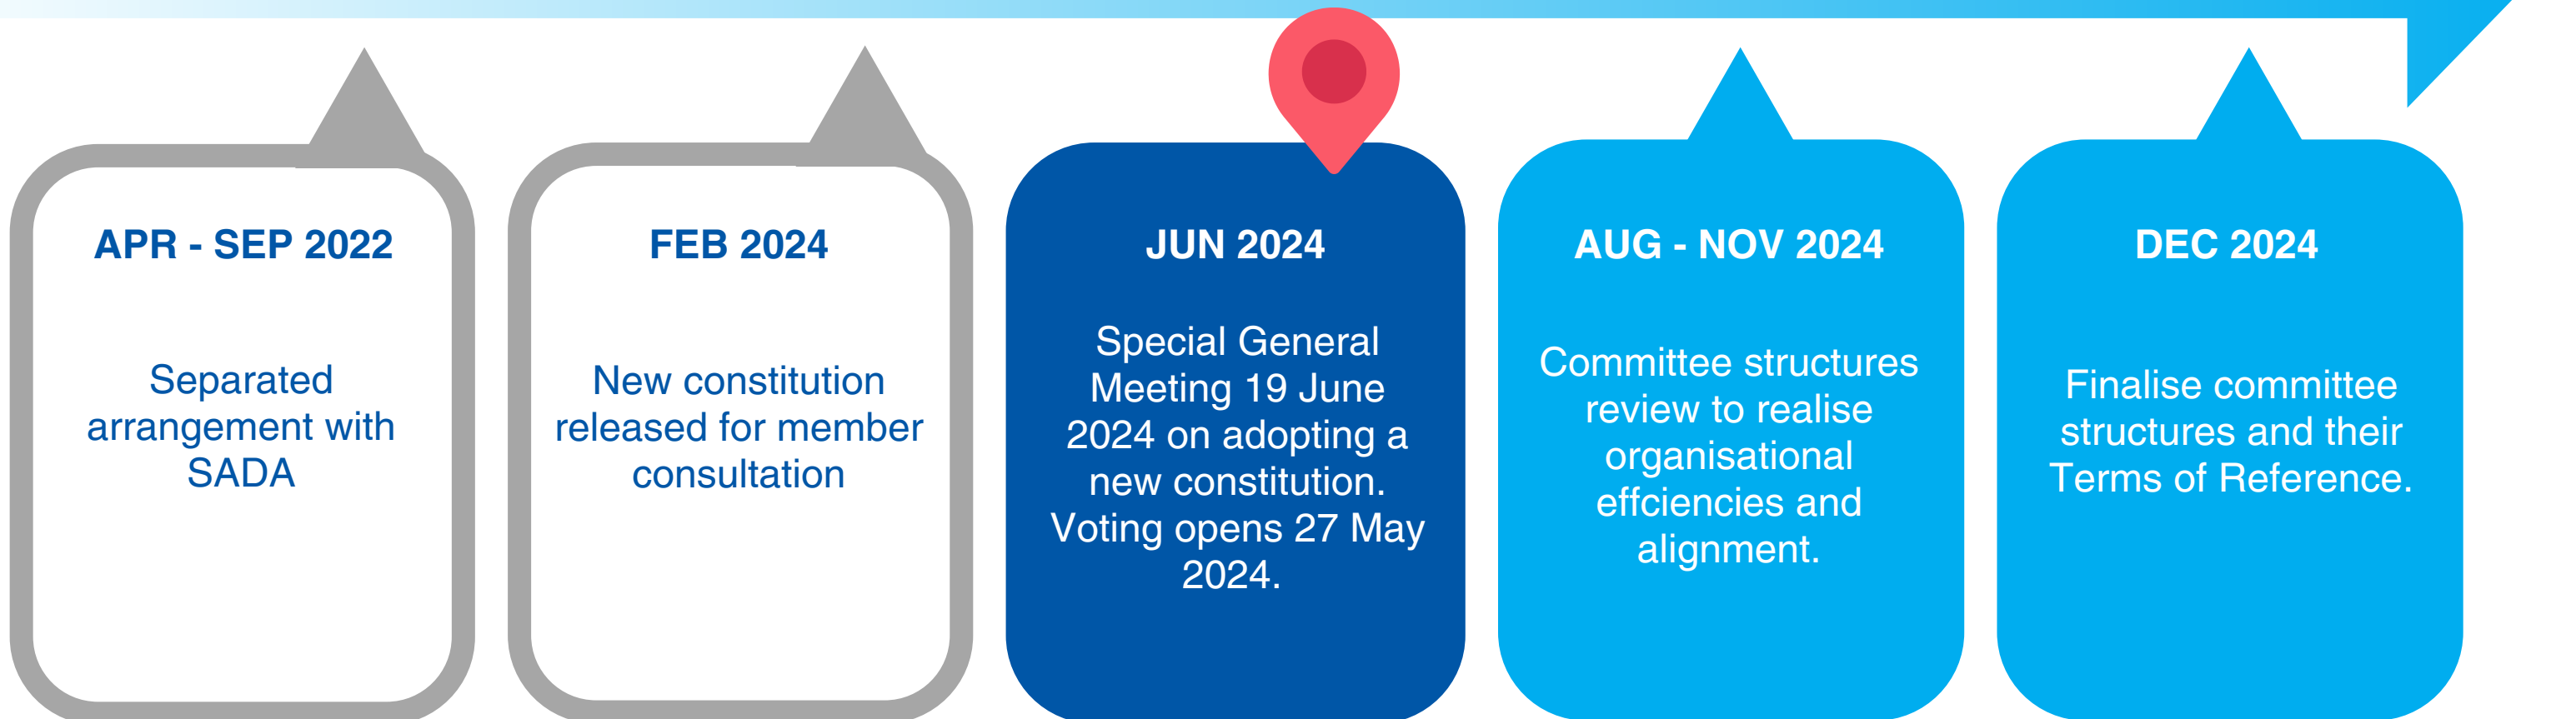 APR - SEP 2022
Separated
arrangement with
SADA
FEB 2024
New constitution
released for member
consultation
JUN 2024
Special General
Meeting 19 June
2024 on adopting a
new constitution.
Voting opens 27 May
2024.
AUG - NOV 2024
Committee structures
review to realise
organisational
effciencies and
alignment.
DEC 2024
Finalise committee
structures and their
Terms of Reference.